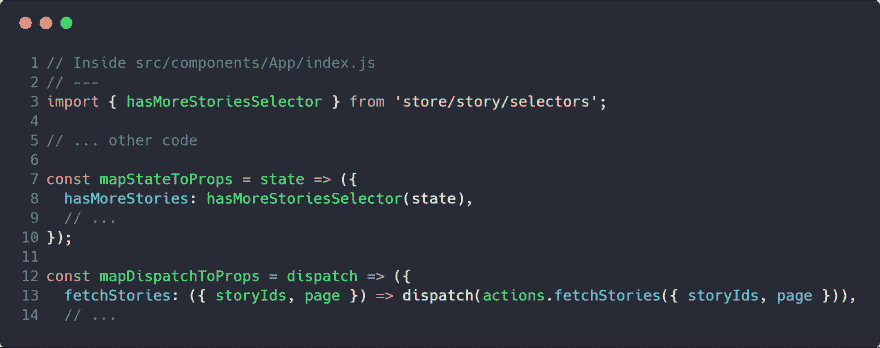 1 // Inside src/components/App/index.js
2 // ---
3 import { hasMoreStoriesSelector } from 'store/story/selectors';
4
5 // ... other code
6
7 const mapStateToProps = state => ({
8   hasMoreStories: hasMoreStoriesSelector(state),
9   // ...
10 });
11
12 const mapDispatchToProps = dispatch => ({
13   fetchStories: ({ storyIds, page }) => dispatch(actions.fetchStories({ storyIds, page })),
14   // ...